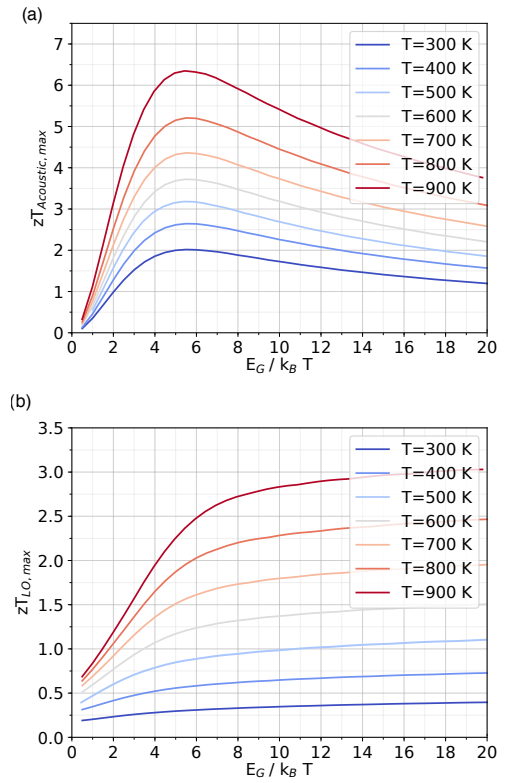 (a)
7
6
5
4
3
2
1
0
zT_Acoustic, max
T=300 K
T=400 K
T=500 K
T=600 K
T=700 K
T=800 K
T=900 K
0 2 4 6 8 10 12 14 16 18 20
E_G / k_B T
(b)
3.5
3.0
2.5
2.0
1.5
1.0
0.5
0.0
zT_LO, max
T=300 K
T=400 K
T=500 K
T=600 K
T=700 K
T=800 K
T=900 K
0 2 4 6 8 10 12 14 16 18 20
E_G / k_B T